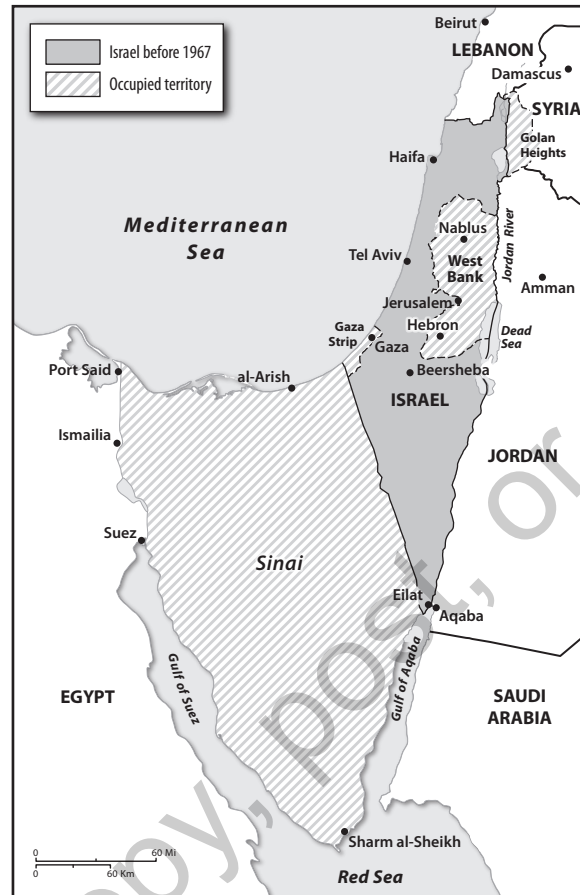 Israel before 1967
Occupied territory
Beirut
LEBANON
Damascus
SYRIA
Golan
Heights
Haifa
Mediterranean
Sea
Nablus
Jordan River
Tel Aviv
West
Bank
Amman
Jerusalem
Gaza
Strip
Hebron
Dead
Sea
Gaza
Port Said
al-Arish
Beersheba
ISRAEL
Ismailia
JORDAN
Suez
Sinai
Eilat
Aqaba
Gulf of Suez
Gulf of Aqaba
EGYPT
SAUDI
ARABIA
Sharm al-Sheikh
0 60 Mi
0 60 Km
Red Sea
opy, post, or